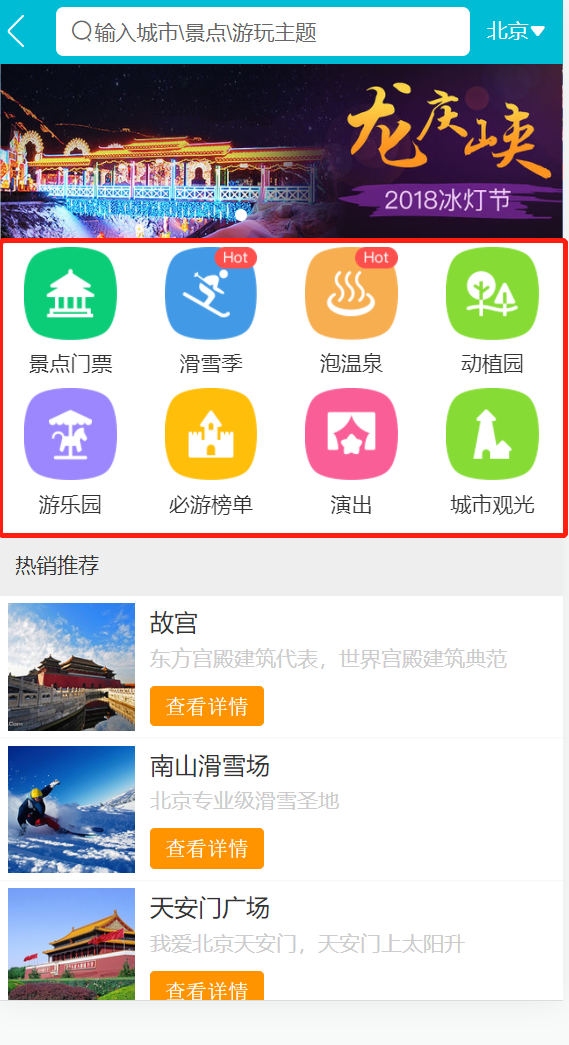 输入城市\景点\游玩主题
北京
龙庆峡
2018冰灯节
Hot
Hot
景点门票
滑雪季
泡温泉
动植园
游乐园
必游榜单
演出
城市观光
热销推荐
故宫
东方宫殿建筑代表，世界宫殿建筑典范
查看详情
南山滑雪场
北京专业级滑雪圣地
查看详情
天安门广场
我爱北京天安门，天安门上太阳升
查看详情